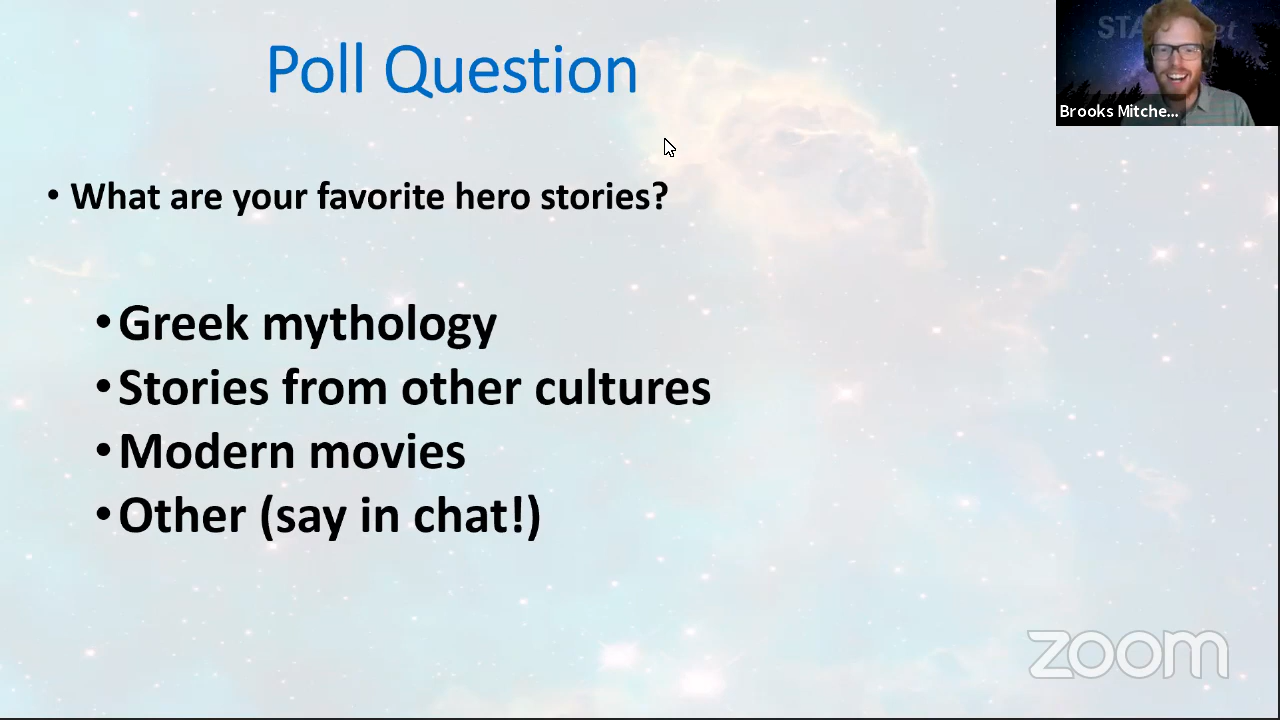 Poll Question
Brooks Mitche...
• What are your favorite hero stories?
• Greek mythology
• Stories from other cultures
• Modern movies
• Other (say in chat!)
zoom